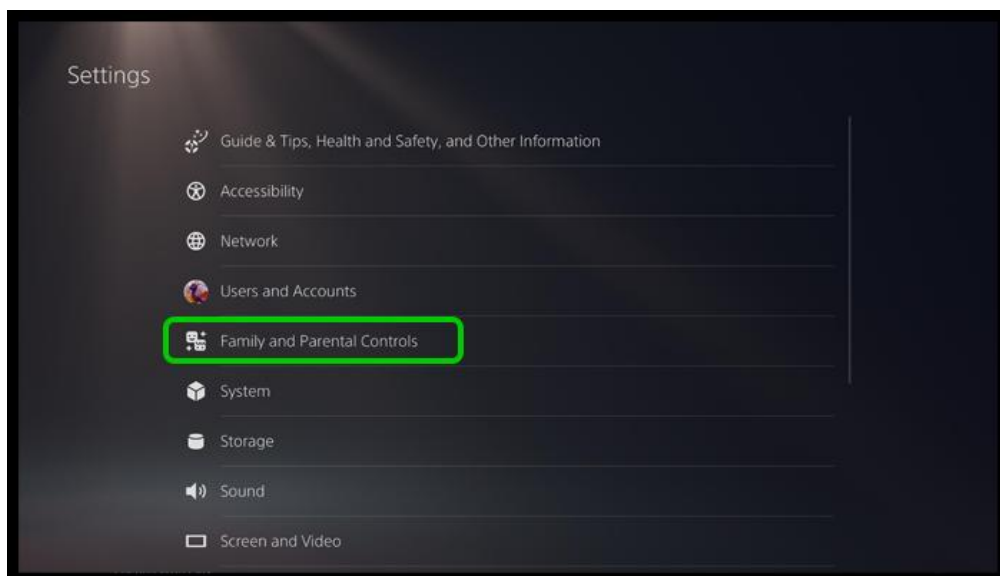 Settings
Guide & Tips, Health and Safety, and Other Information
Accessibility
Network
Users and Accounts
Family and Parental Controls
System
Storage
Sound
Screen and Video